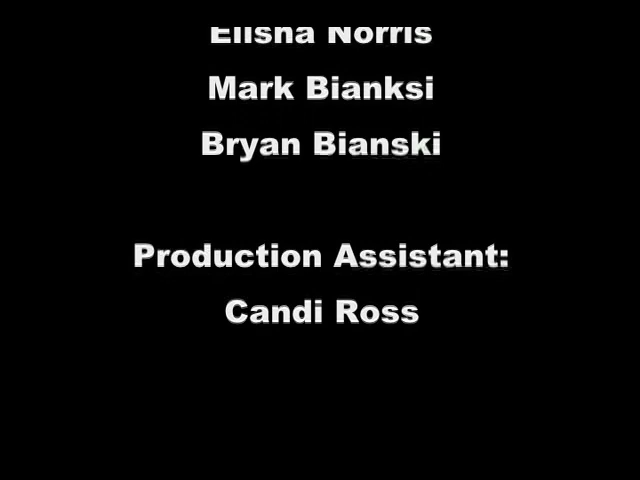 Elisha Norris
Mark Bianksi
Bryan Bianski
Production Assistant:
Candi Ross